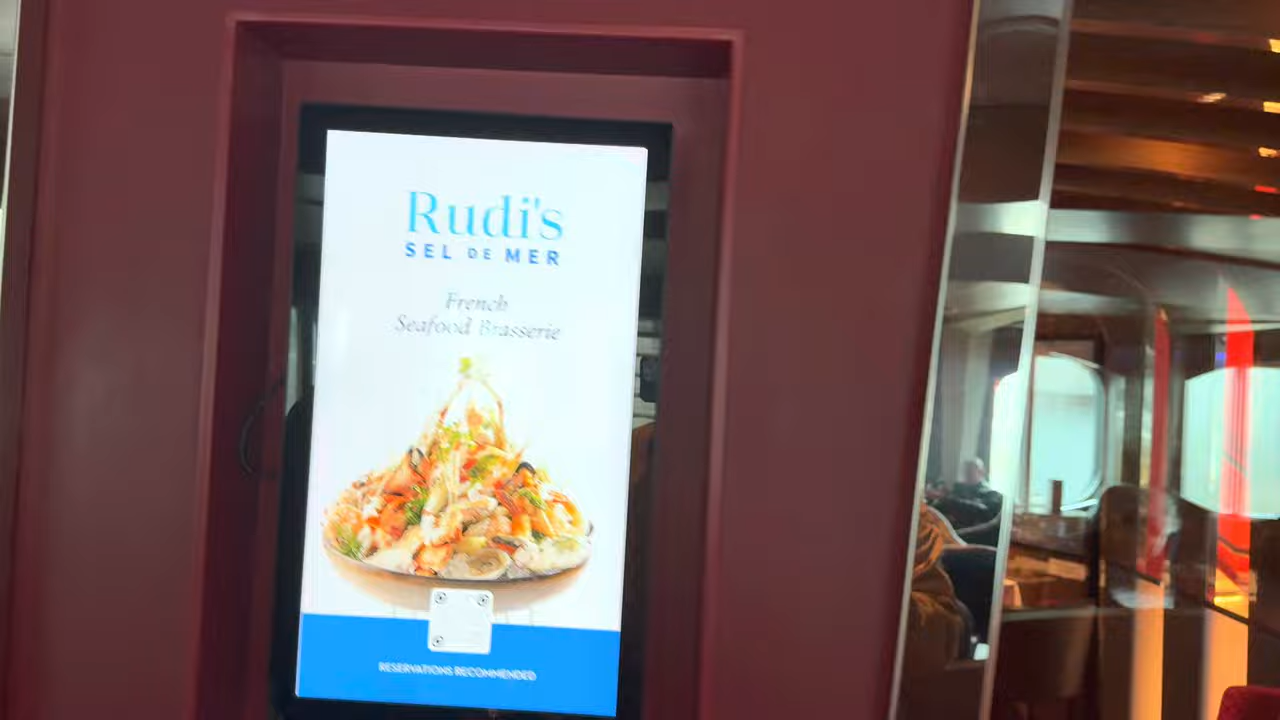 Rudi's
SEL DE MER
French
Seafood Brasserie
RESERVATIONS RECOMMENDED